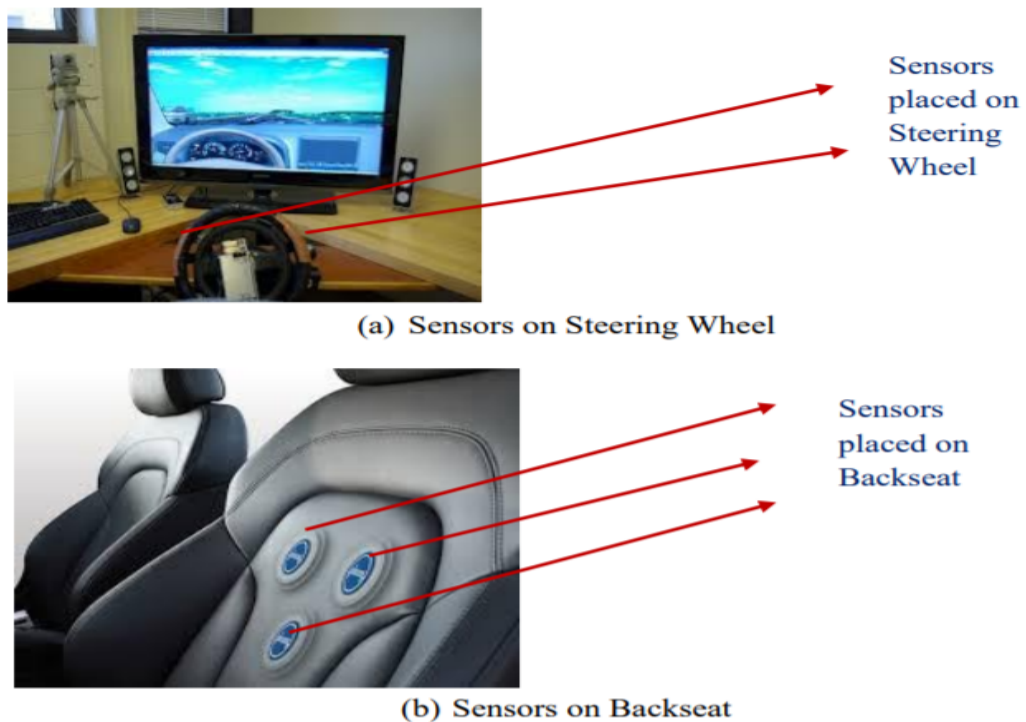 Sensors
placed on
Steering
Wheel
(a) Sensors on Steering Wheel
Sensors
placed on
Backseat
(b) Sensors on Backseat